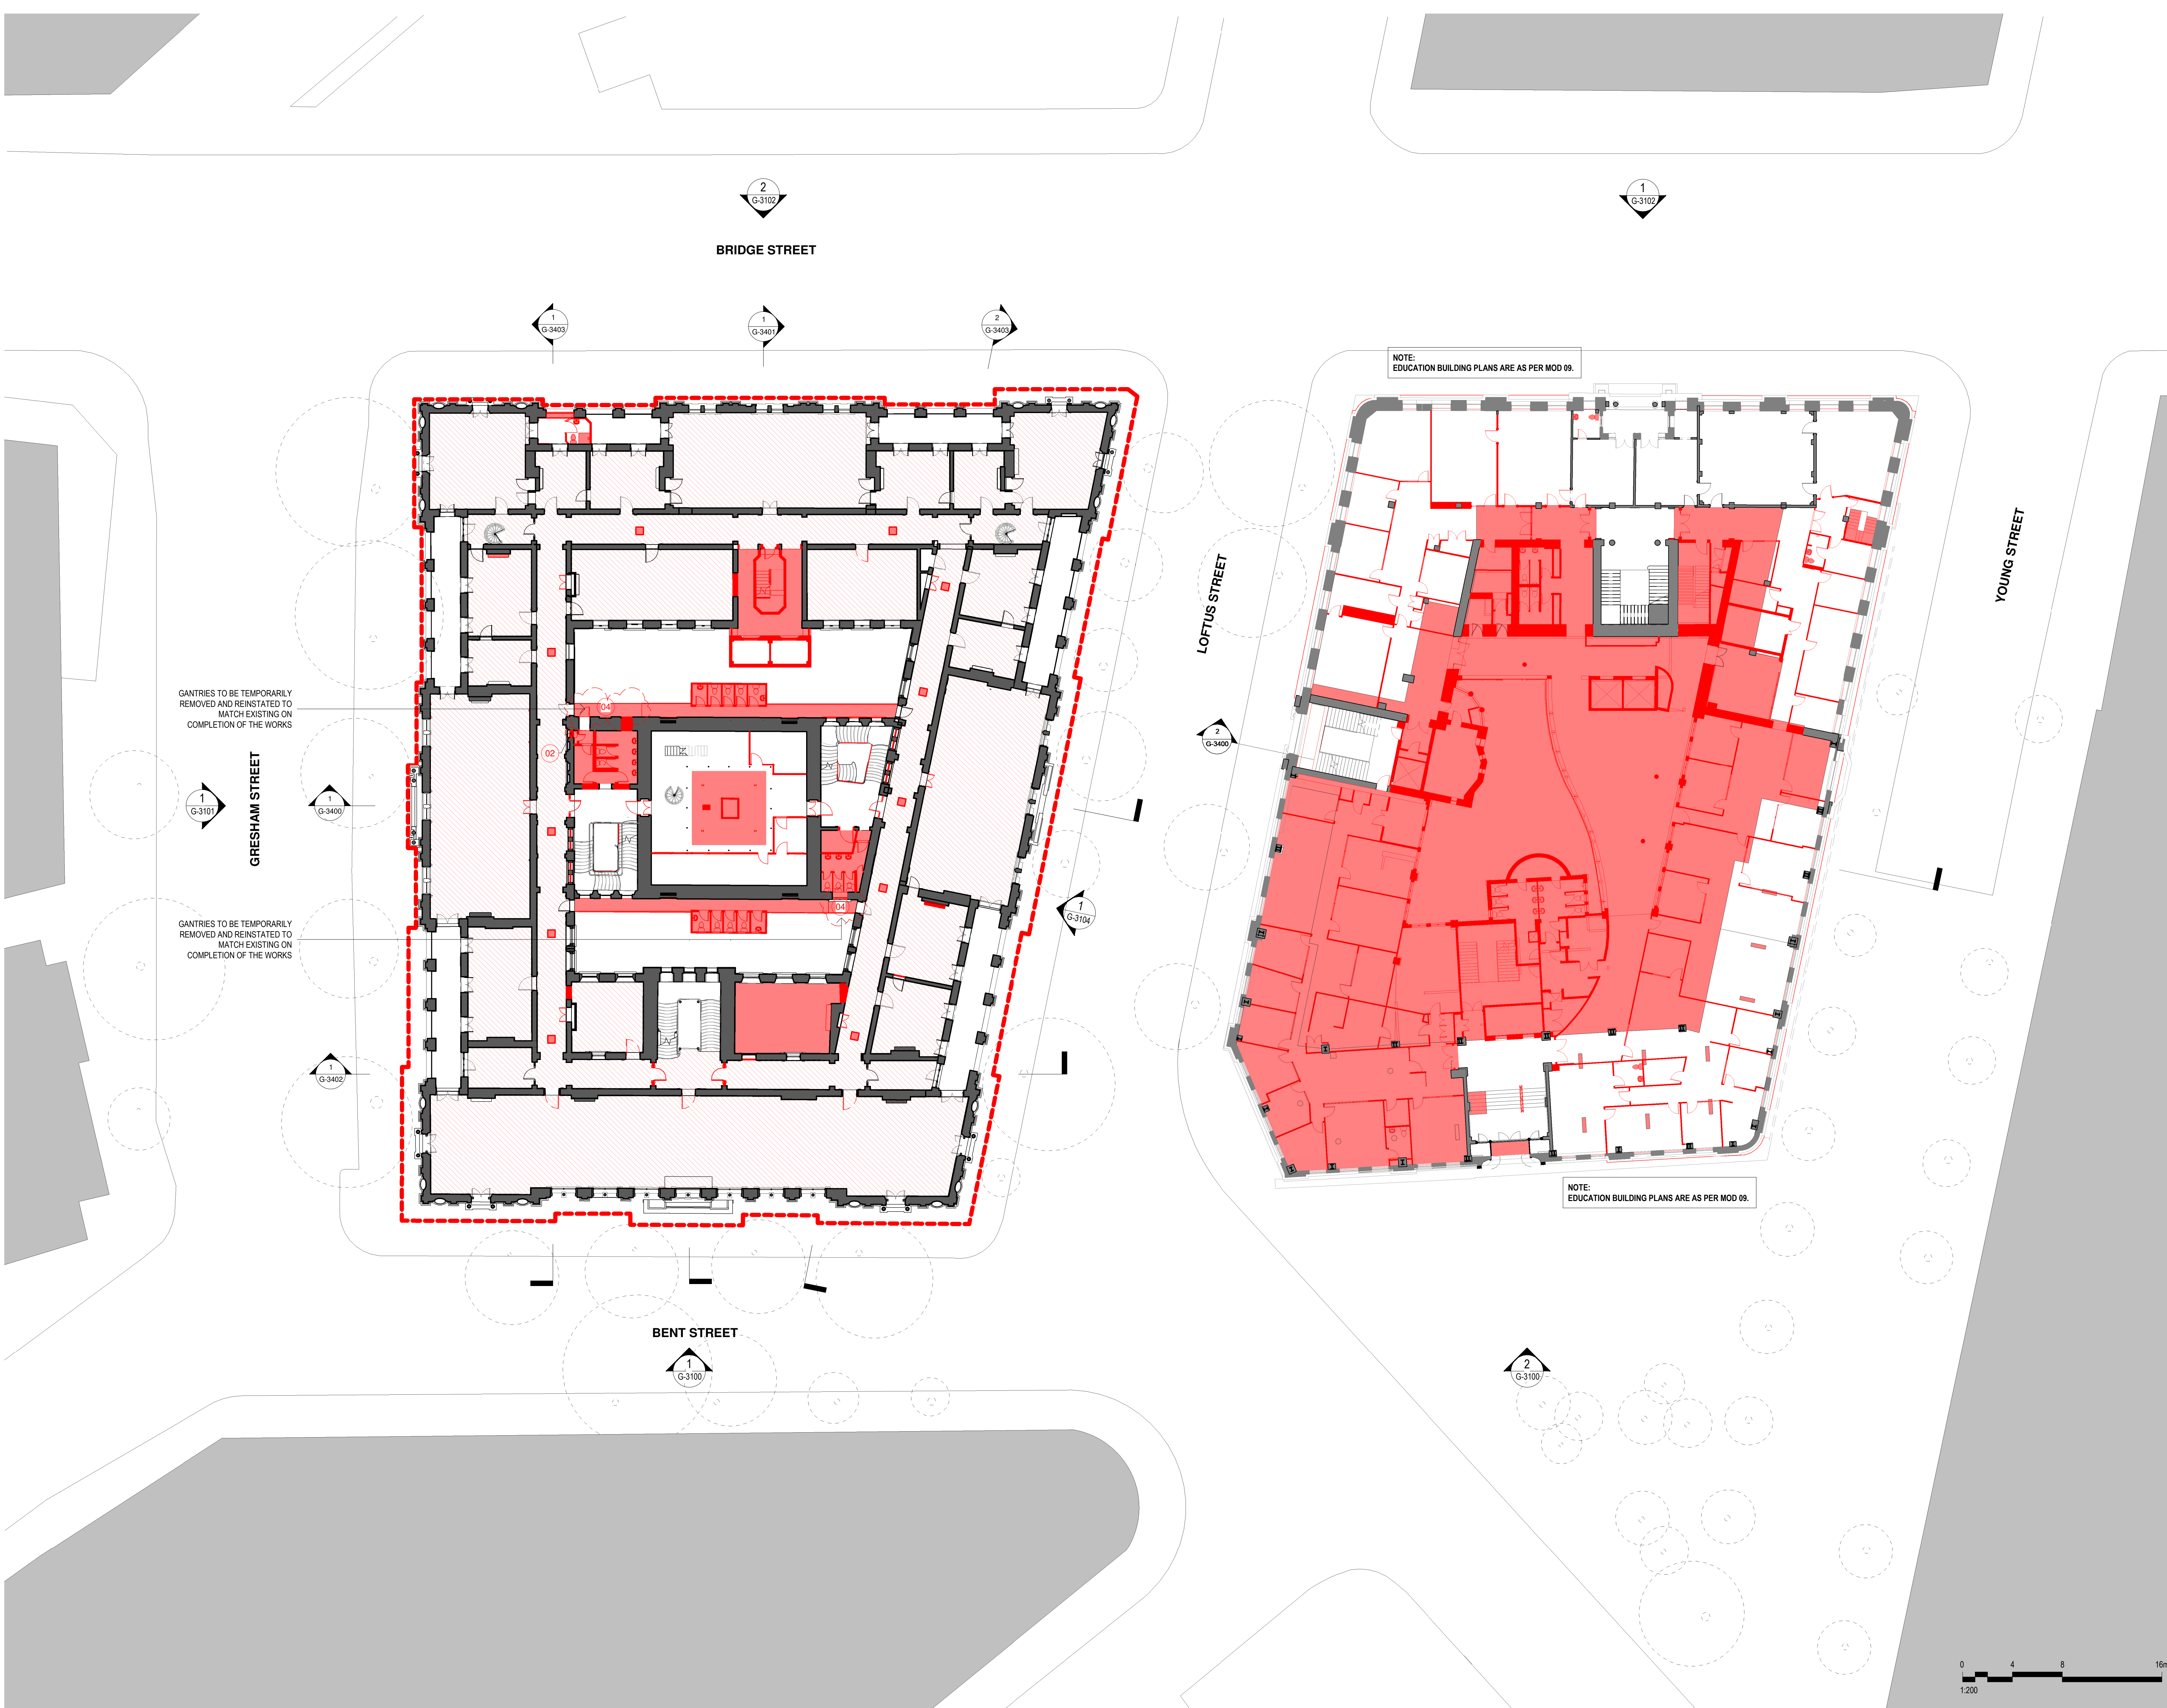 2
G-3102
1
G-3102
BRIDGE STREET
1
G-3403
1
G-3401
2
G-3403
NOTE:
EDUCATION BUILDING PLANS ARE AS PER MOD 09.
LOFTUS STREET
YOUNG STREET
GANTRIES TO BE TEMPORARILY
REMOVED AND REINSTATED TO
MATCH EXISTING ON
COMPLETION OF THE WORKS
04
02
2
G-3400
GRESHAM STREET
1
G-3101
1
G-3400
GANTRIES TO BE TEMPORARILY
REMOVED AND REINSTATED TO
MATCH EXISTING ON
COMPLETION OF THE WORKS
04
1
G-3104
1
G-3402
NOTE:
EDUCATION BUILDING PLANS ARE AS PER MOD 09.
BENT STREET
1
G-3100
2
G-3100
0 4 8 16m
1:200